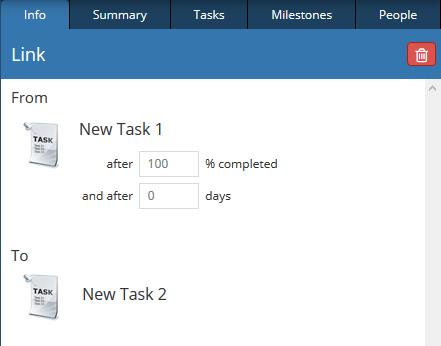 Info Summary Tasks Milestones People
Link
From
TASK
New Task 1
after 100 % completed
and after 0 days
To
TASK
New Task 2